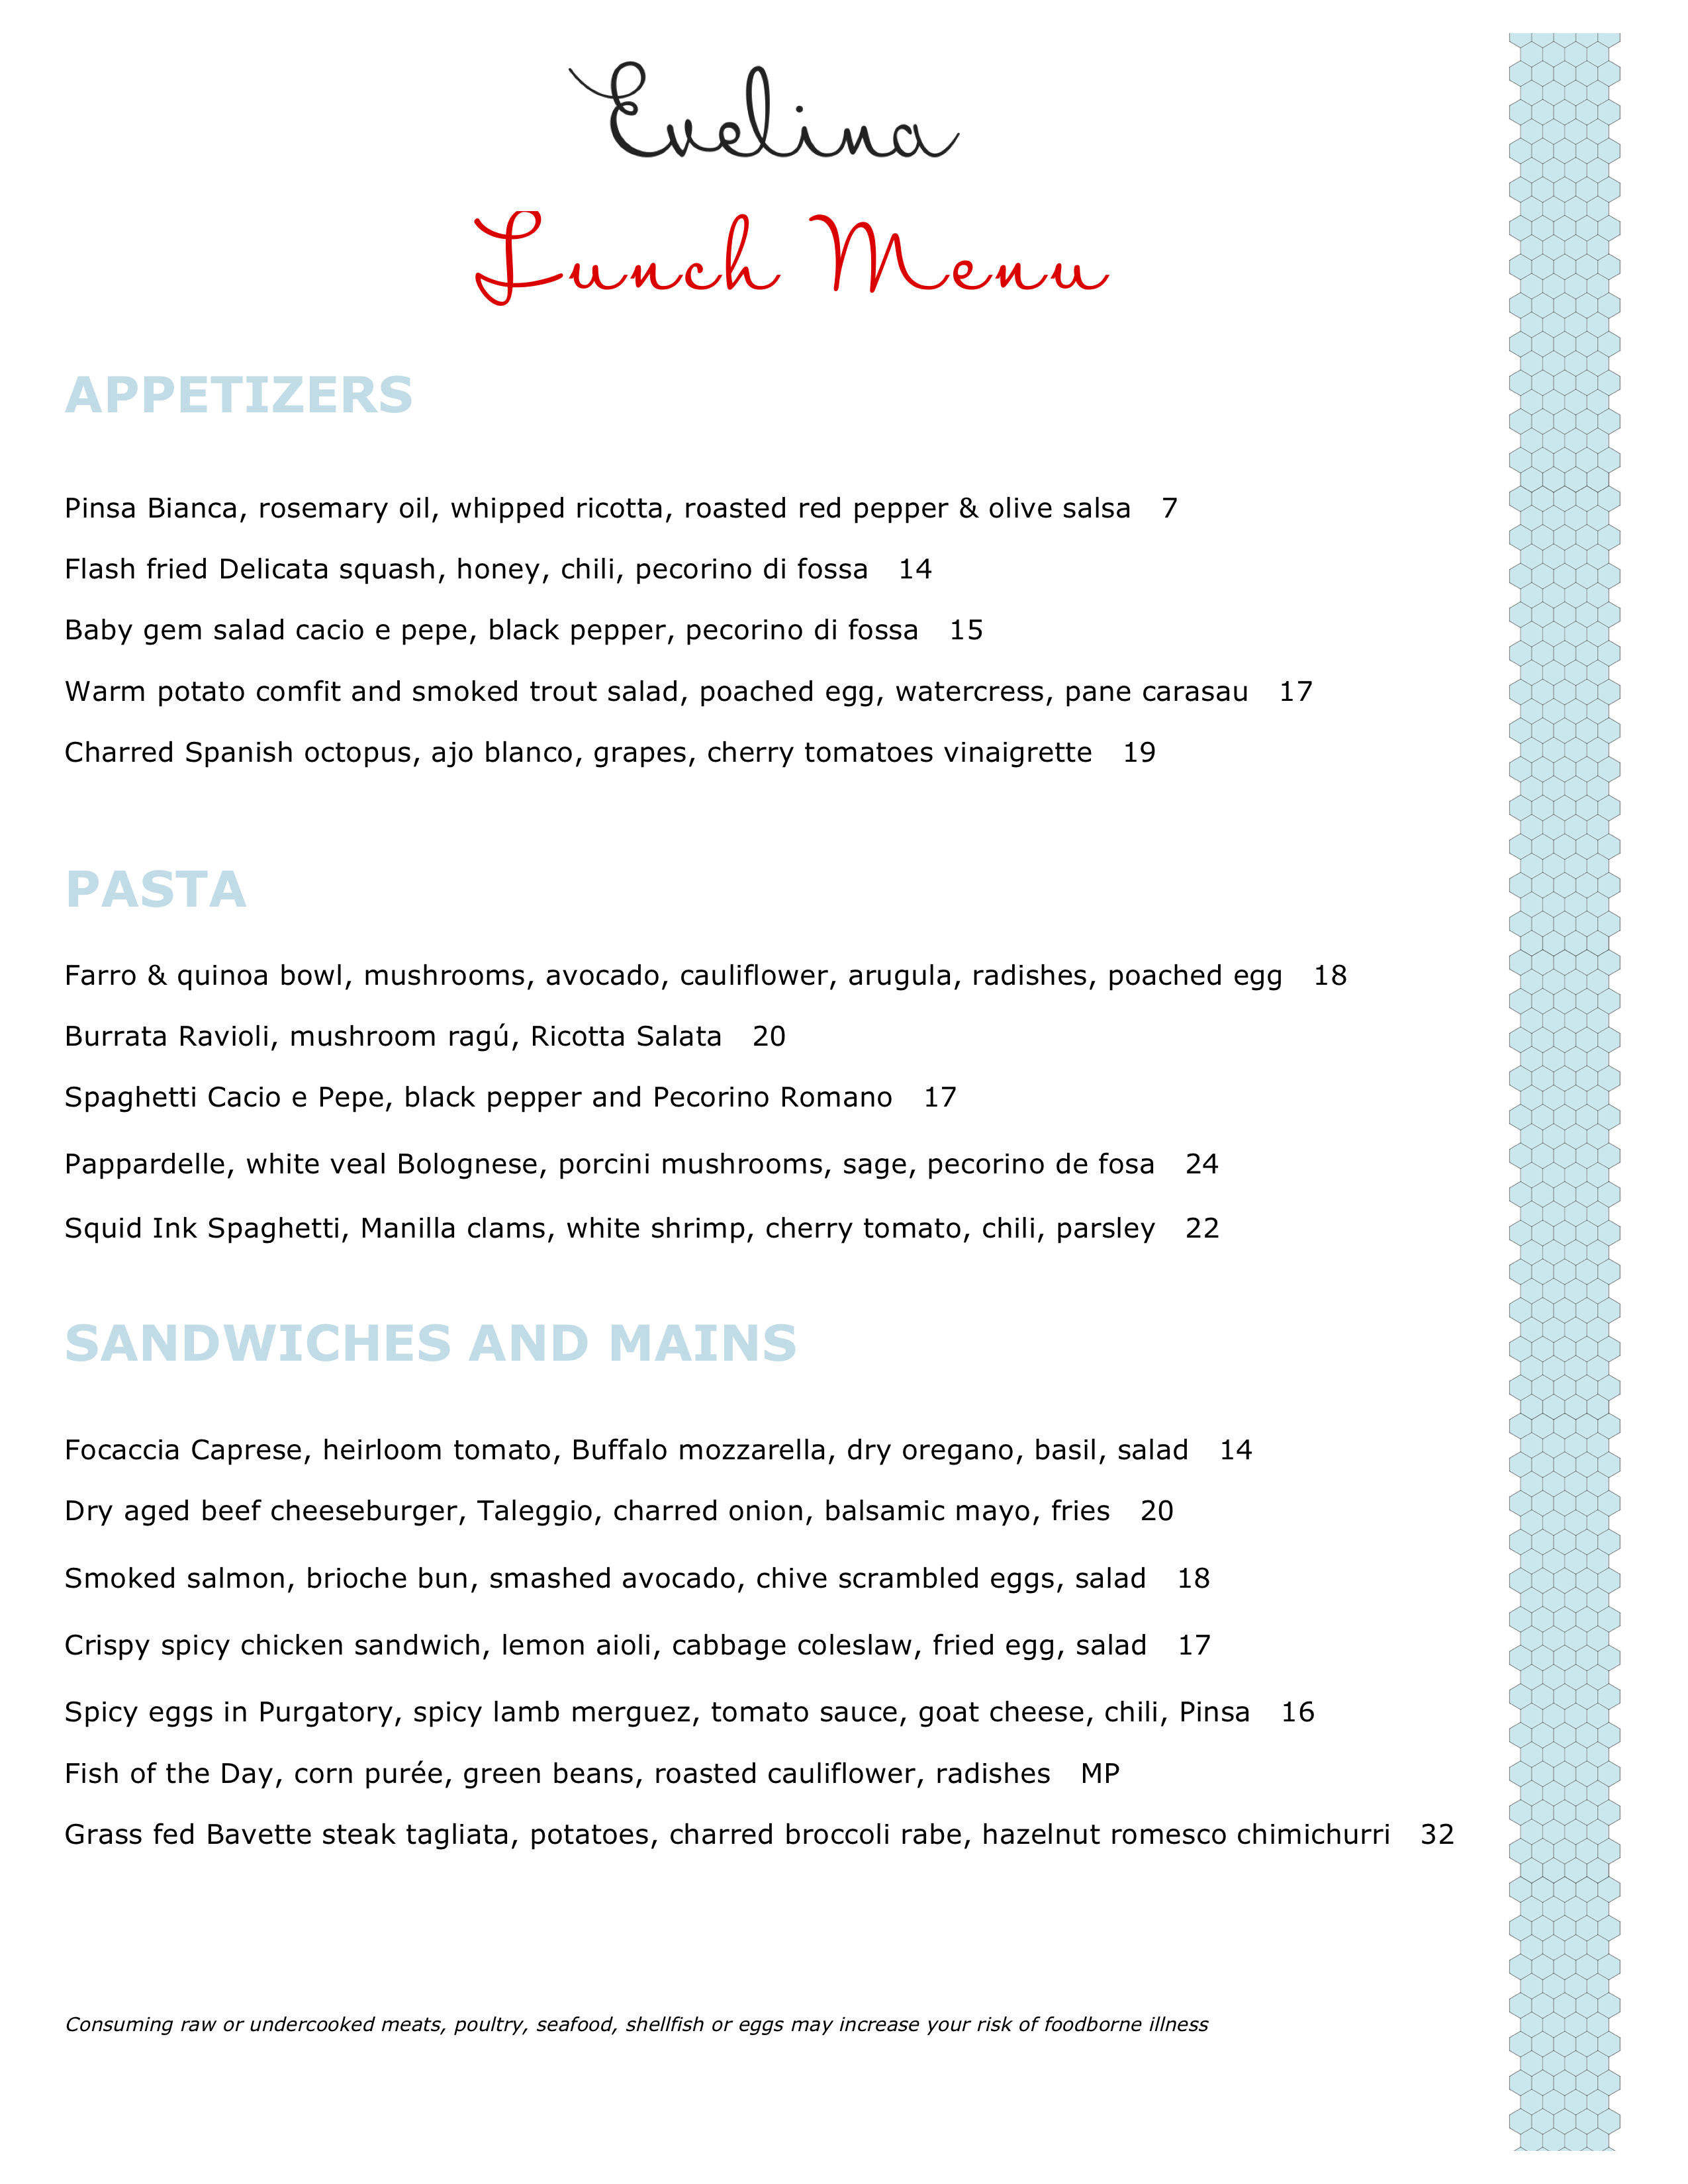 Evelina
Lunch Menu
APPETIZERS
Pinsa Bianca, rosemary oil, whipped ricotta, roasted red pepper & olive salsa 7
Flash fried Delicata squash, honey, chili, pecorino di fossa 14
Baby gem salad cacio e pepe, black pepper, pecorino di fossa 15
Warm potato comfit and smoked trout salad, poached egg, watercress, pane carasau 17
Charred Spanish octopus, ajo blanco, grapes, cherry tomatoes vinaigrette 19
PASTA
Farro & quinoa bowl, mushrooms, avocado, cauliflower, arugula, radishes, poached egg 18
Burrata Ravioli, mushroom ragú, Ricotta Salata 20
Spaghetti Cacio e Pepe, black pepper and Pecorino Romano 17
Pappardelle, white veal Bolognese, porcini mushrooms, sage, pecorino de fosa 24
Squid Ink Spaghetti, Manilla clams, white shrimp, cherry tomato, chili, parsley 22
SANDWICHES AND MAINS
Focaccia Caprese, heirloom tomato, Buffalo mozzarella, dry oregano, basil, salad 14
Dry aged beef cheeseburger, Taleggio, charred onion, balsamic mayo, fries 20
Smoked salmon, brioche bun, smashed avocado, chive scrambled eggs, salad 18
Crispy spicy chicken sandwich, lemon aioli, cabbage coleslaw, fried egg, salad 17
Spicy eggs in Purgatory, spicy lamb merguez, tomato sauce, goat cheese, chili, Pinsa 16
Fish of the Day, corn purée, green beans, roasted cauliflower, radishes MP
Grass fed Bavette steak tagliata, potatoes, charred broccoli rabe, hazelnut romesco chimichurri 32
Consuming raw or undercooked meats, poultry, seafood, shellfish or eggs may increase your risk of foodborne illness